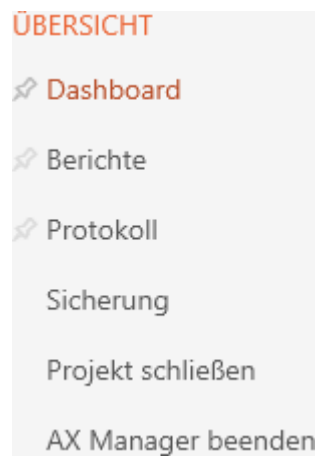 ÜBERSICHT
Dashboard
Berichte
Protokoll
Sicherung
Projekt schließen
AX Manager beenden